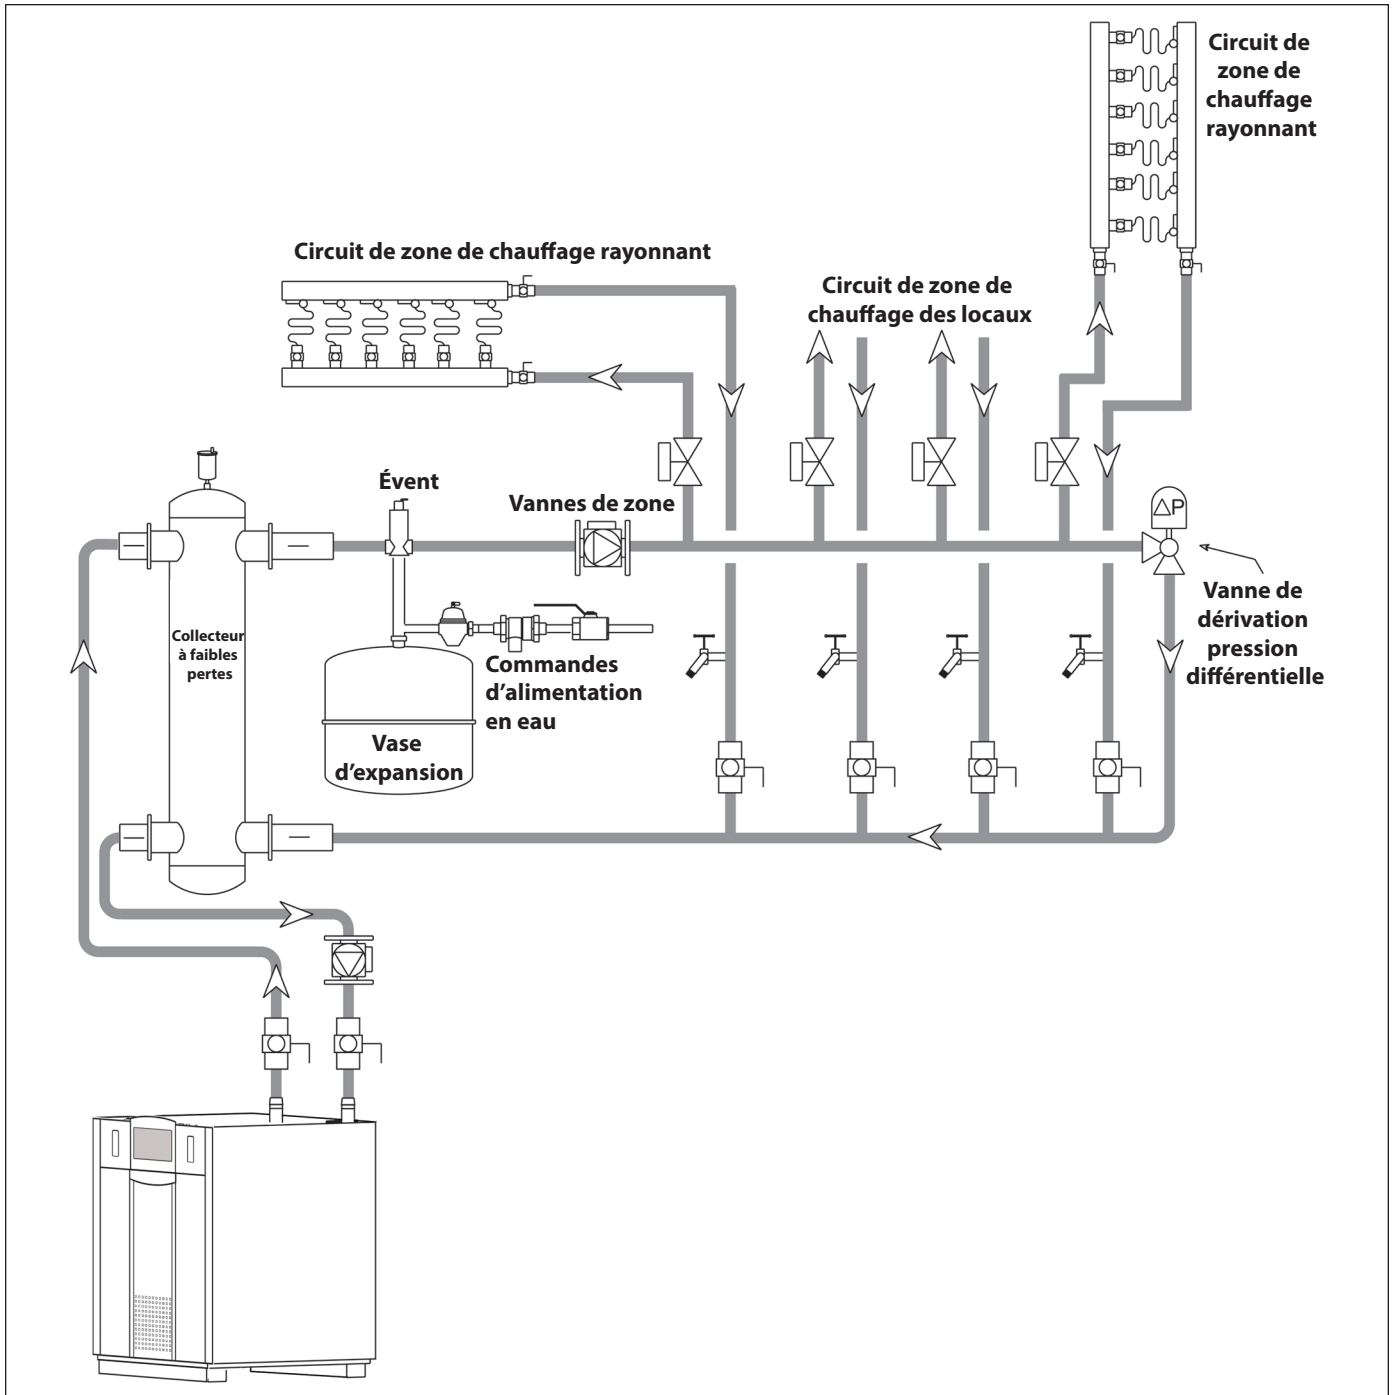 Circuit de
zone de
chauffage
rayonnant
Circuit de zone de chauffage rayonnant
Circuit de zone de
chauffage des locaux
Évent
Vannes de zone
ΔP
Vanne de
dérivation
pression
différentielle
Collecteur
à faibles
pertes
Commandes
d'alimentation
en eau
Vase
d'expansion